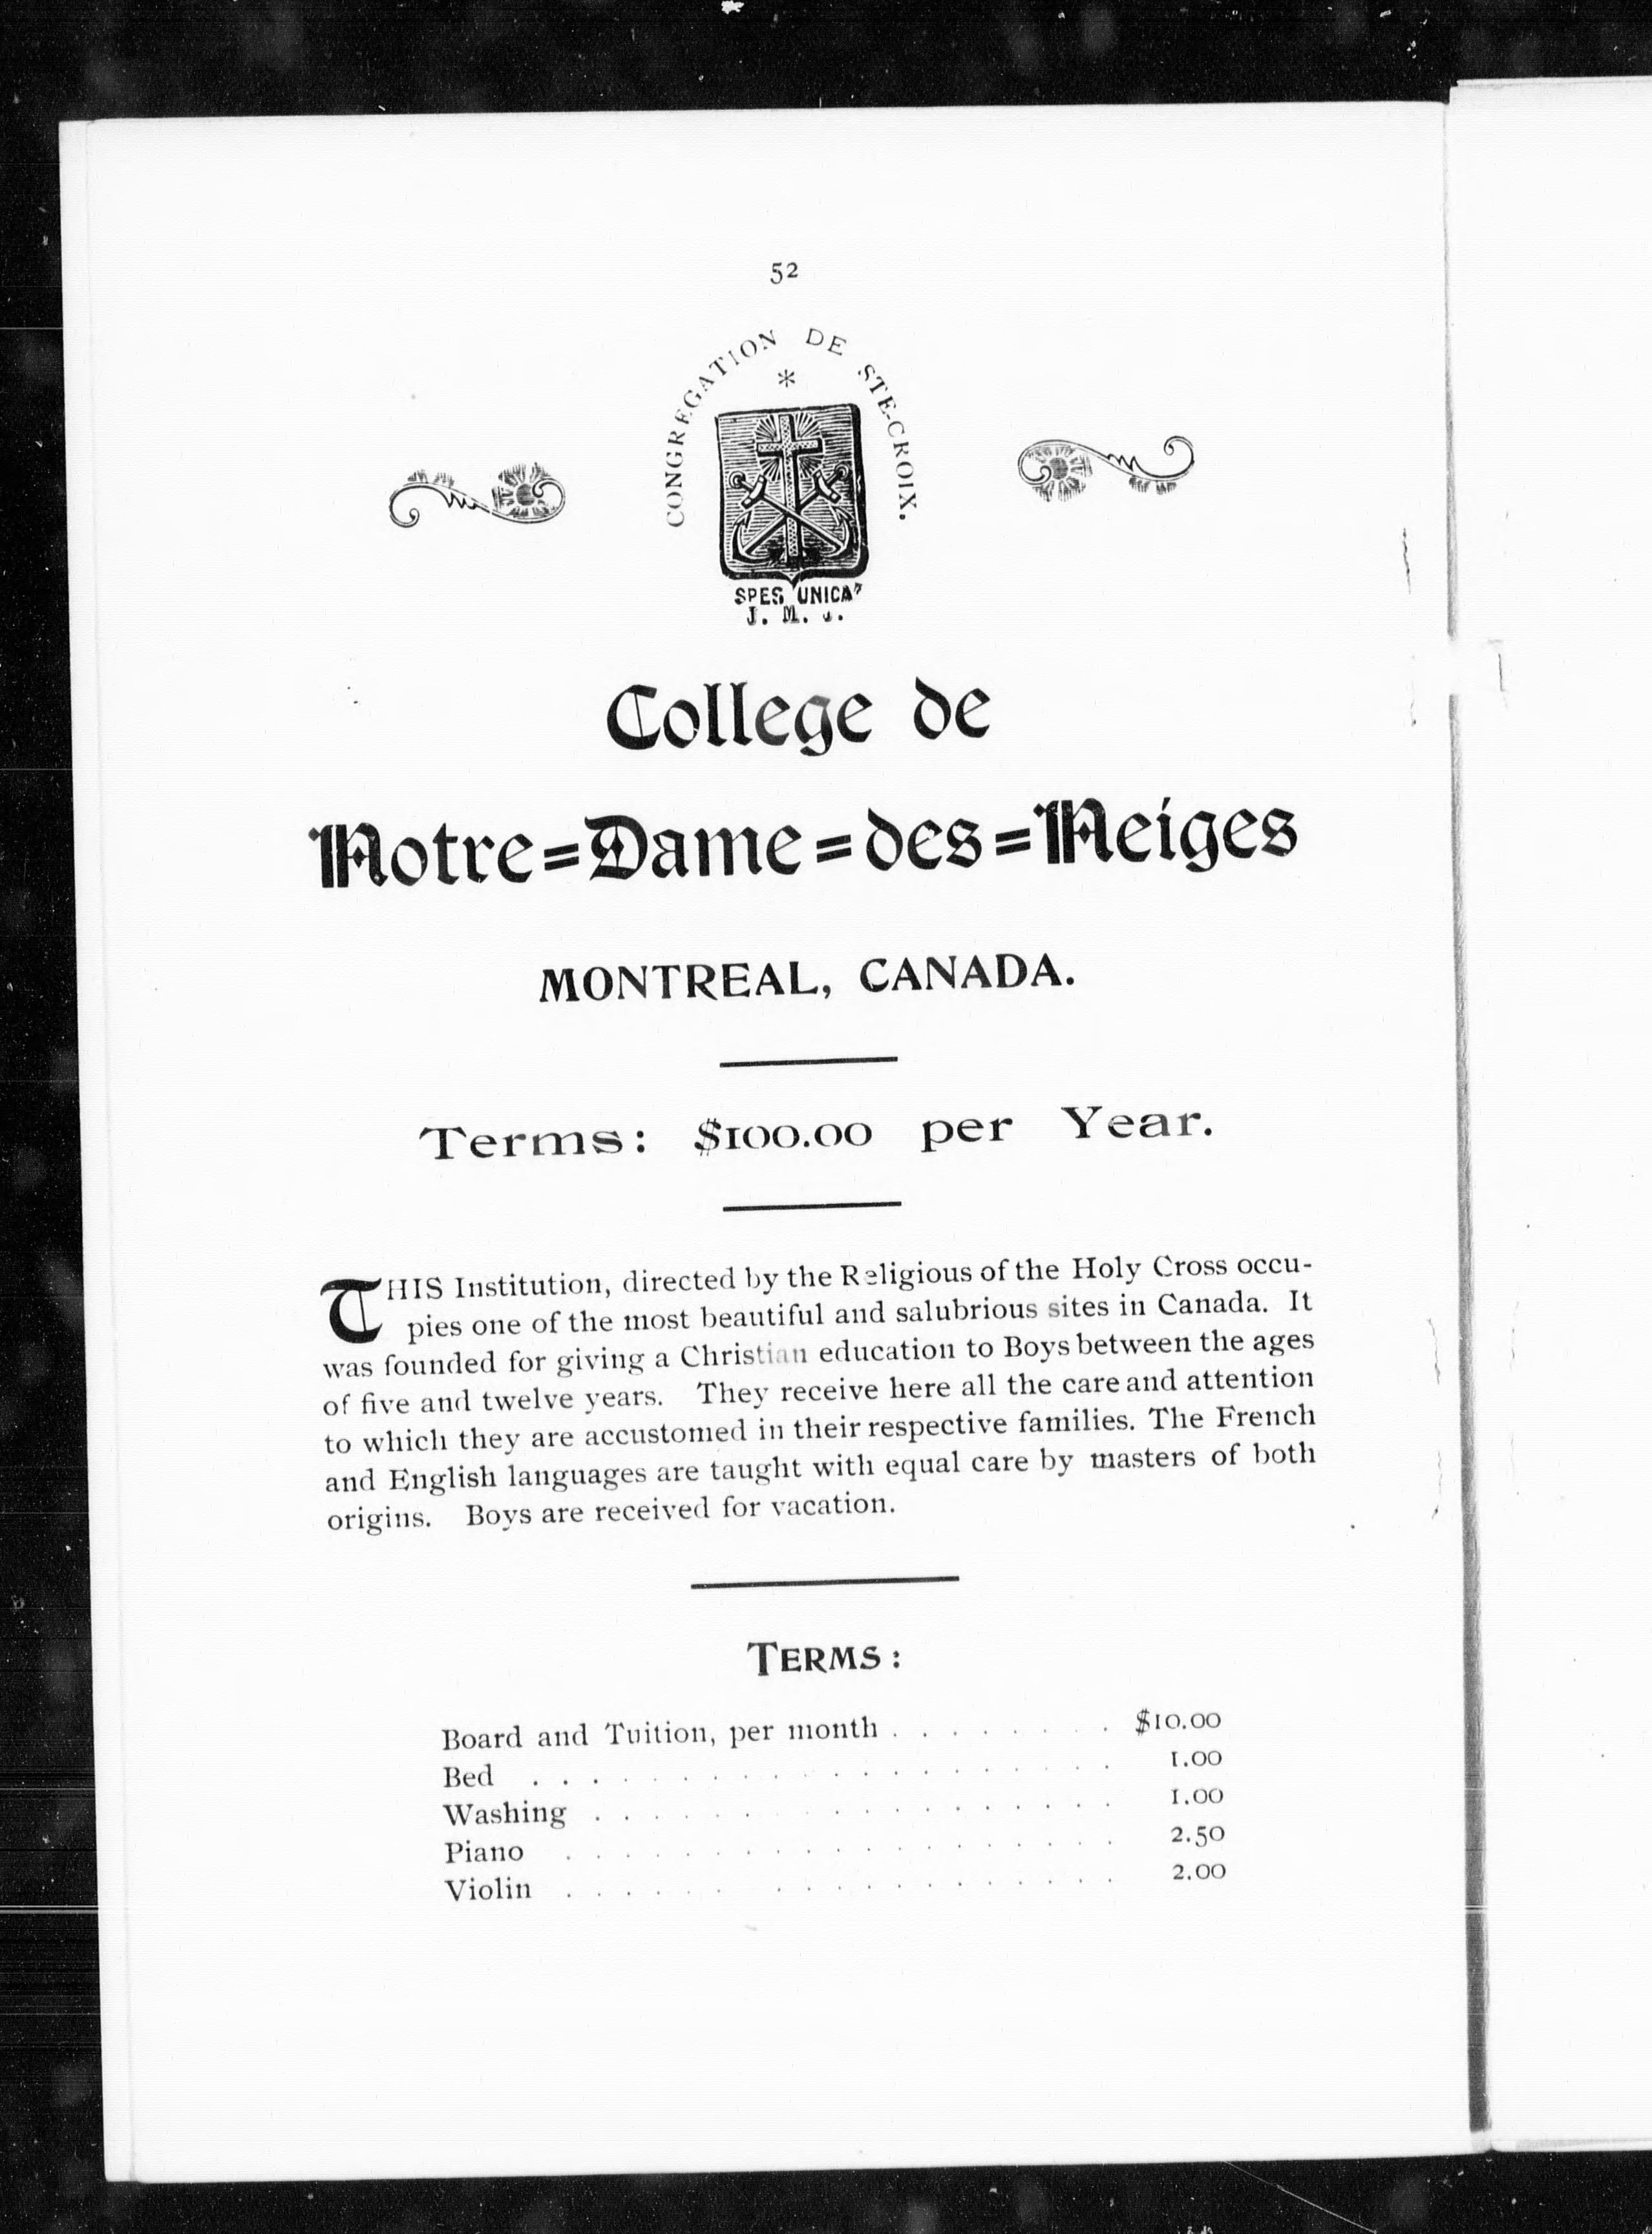 52
CONGREGATION DE STE-CROIX.
*
SPES UNICA
J. M. J.
College de
Notre=Dame=des=Neiges
MONTREAL, CANADA.
Terms: $100.00 per Year.
THIS Institution, directed by the Religious of the Holy Cross occu-
pies one of the most beautiful and salubrious sites in Canada. It
was founded for giving a Christian education to Boys between the ages
of five and twelve years. They receive here all the care and attention
to which they are accustomed in their respective families. The French
and English languages are taught with equal care by masters of both
origins. Boys are received for vacation.
TERMS:
Board and Tuition, per month . . . . . . . . $10.00
Bed . . . . . . . . . . . . . . . . . . . . 1.00
Washing . . . . . . . . . . . . . . . . . . 1.00
Piano . . . . . . . . . . . . . . . . . . . 2.50
Violin . . . . . . . . . . . . . . . . . . 2.00